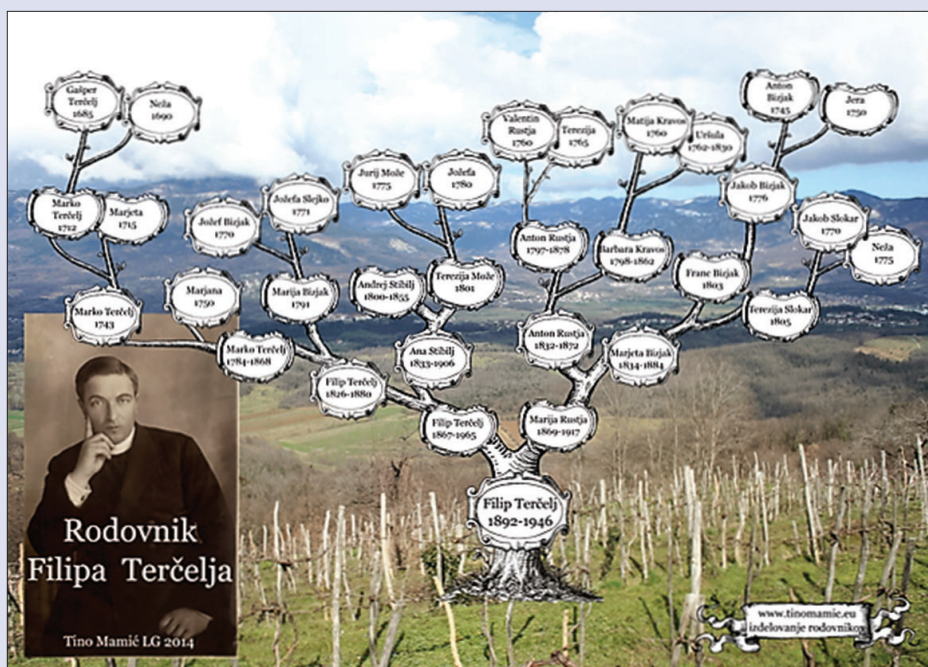 Gašper
Terčelj
1685
Neža
1690
Marko
Terčelj
1712
Marjeta
1715
Marko Terčelj
1743
Marjana
1750
Jožef Bizjak
1770
Jožefa Slejko
1771
Marija Bizjak
1791
Marko Terčelj
1784-1868
Filip Terčelj
1826-1880
Jurij Može
1775
Jožefa
1780
Andrej Stibilj
1800-1855
Terezija Može
1801
Ana Stibilj
1833-1906
Filip Terčelj
1867-1965
Valentin
Rustja
1760
Terezija
1765
Matija Kravos
1760
Uršula
1762-1830
Anton Rustja
1797-1878
Barbara Kravos
1798-1862
Anton Rustja
1832-1872
Anton
Bizjak
1745
Jera
1750
Jakob Bizjak
1776
Jakob Slokar
1770
Neža
1775
Franc Bizjak
1803
Terezija Slokar
1805
Marjeta Bizjak
1834-1884
Marija Rustja
1869-1917
Filip Terčelj
1892-1946
Rodovnik
Filipa Terčelja
Tino Mamić LG 2014
www.tinomamic.eu
izdelovanje rodovnikov